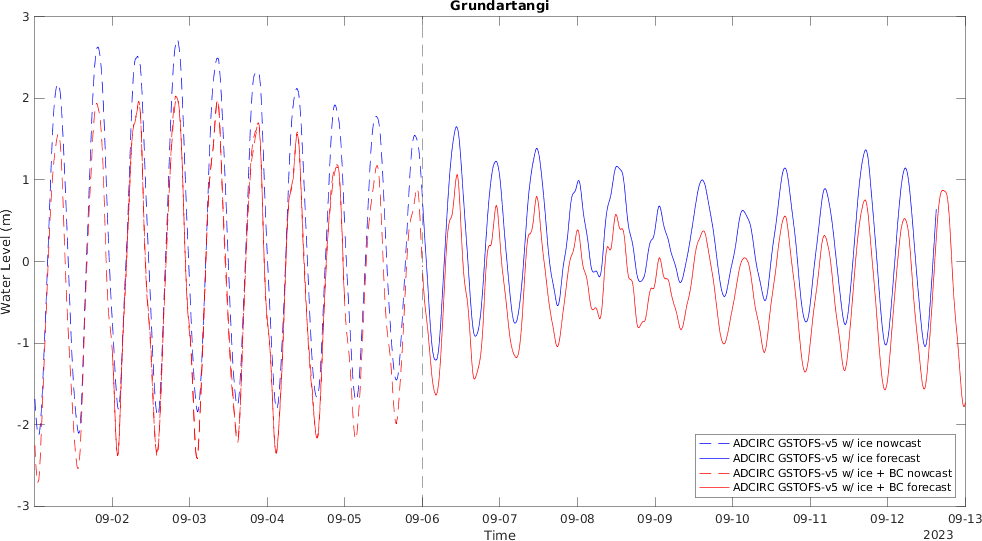 Grundartangi
3
2
1
0
-1
-2
-3
Water Level (m)
09-02 09-03 09-04 09-05 09-06 09-07 09-08 09-09 09-10 09-11 09-12 09-13
Time
2023
ADCIRC GSTOFS-v5 w/ ice nowcast
ADCIRC GSTOFS-v5 w/ ice forecast
ADCIRC GSTOFS-v5 w/ ice + BC nowcast
ADCIRC GSTOFS-v5 w/ ice + BC forecast